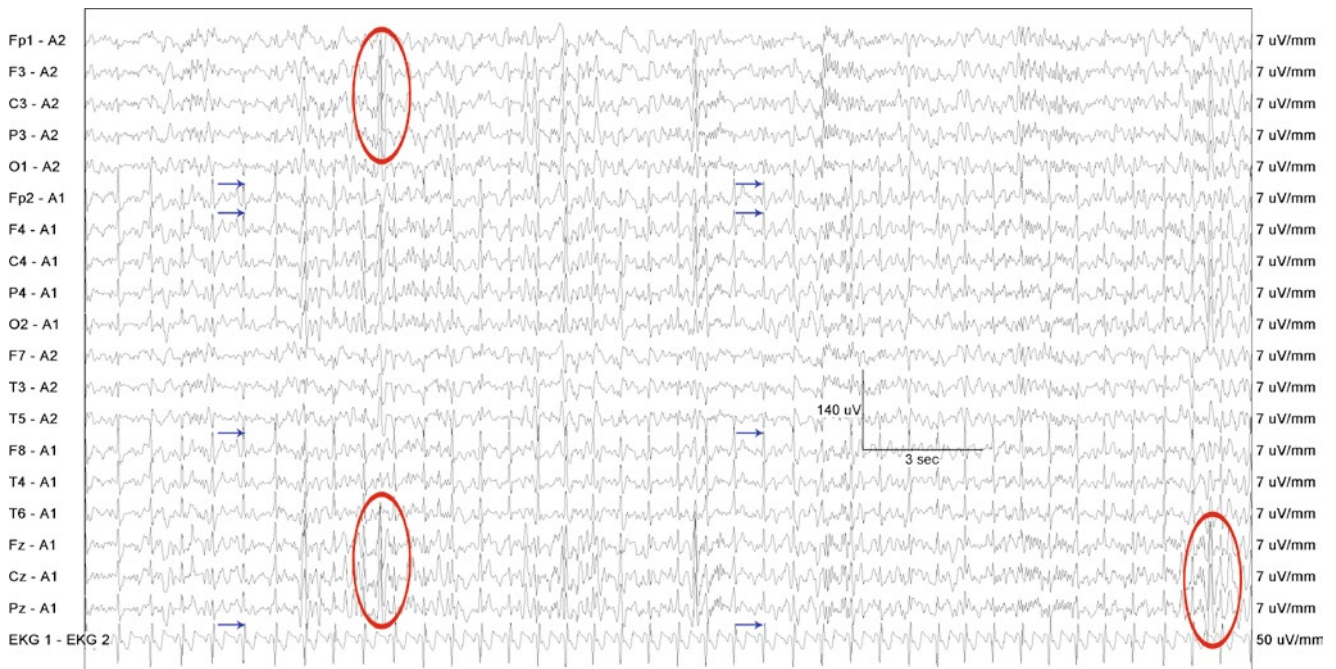 Fp1 - A2 7 uV/mm
F3 - A2 7 uV/mm
C3 - A2 7 uV/mm
P3 - A2 7 uV/mm
O1 - A2 7 uV/mm
Fp2 - A1 7 uV/mm
F4 - A1 7 uV/mm
C4 - A1 7 uV/mm
P4 - A1 7 uV/mm
O2 - A1 7 uV/mm
F7 - A2 7 uV/mm
T3 - A2 7 uV/mm
140 uV
T5 - A2 7 uV/mm
F8 - A1 7 uV/mm
3 sec
T4 - A1 7 uV/mm
T6 - A1 7 uV/mm
Fz - A1 7 uV/mm
Cz - A1 7 uV/mm
Pz - A1 7 uV/mm
EKG 1 - EKG 2 50 uV/mm